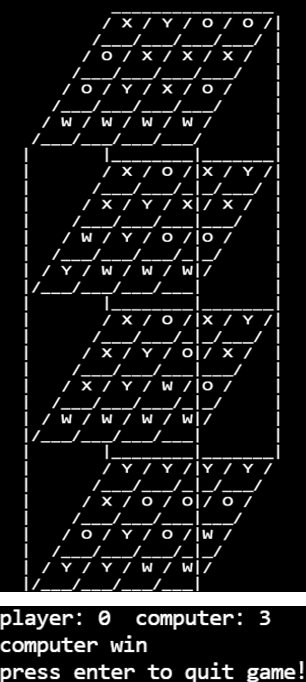 X Y O O
O X X X
O Y X O
W W W W
X O X Y
X Y X X
W Y O O
Y W W W
X O X Y
X Y O X
X Y W O
W W W W
Y Y Y Y
X O O O
O Y O W
Y Y W W
player: 0 computer: 3
computer win
press enter to quit game!